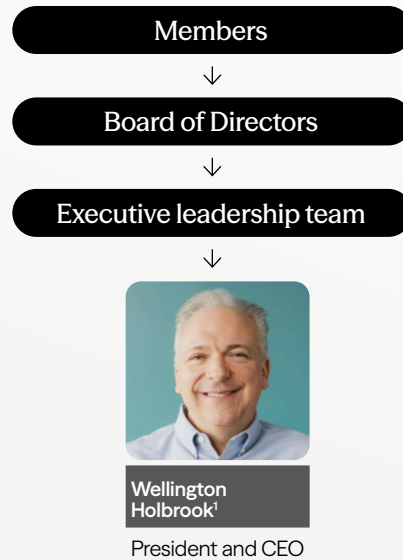 Members
↓
Board of Directors
↓
Executive leadership team
↓
Wellington
Holbrook¹
President and CEO